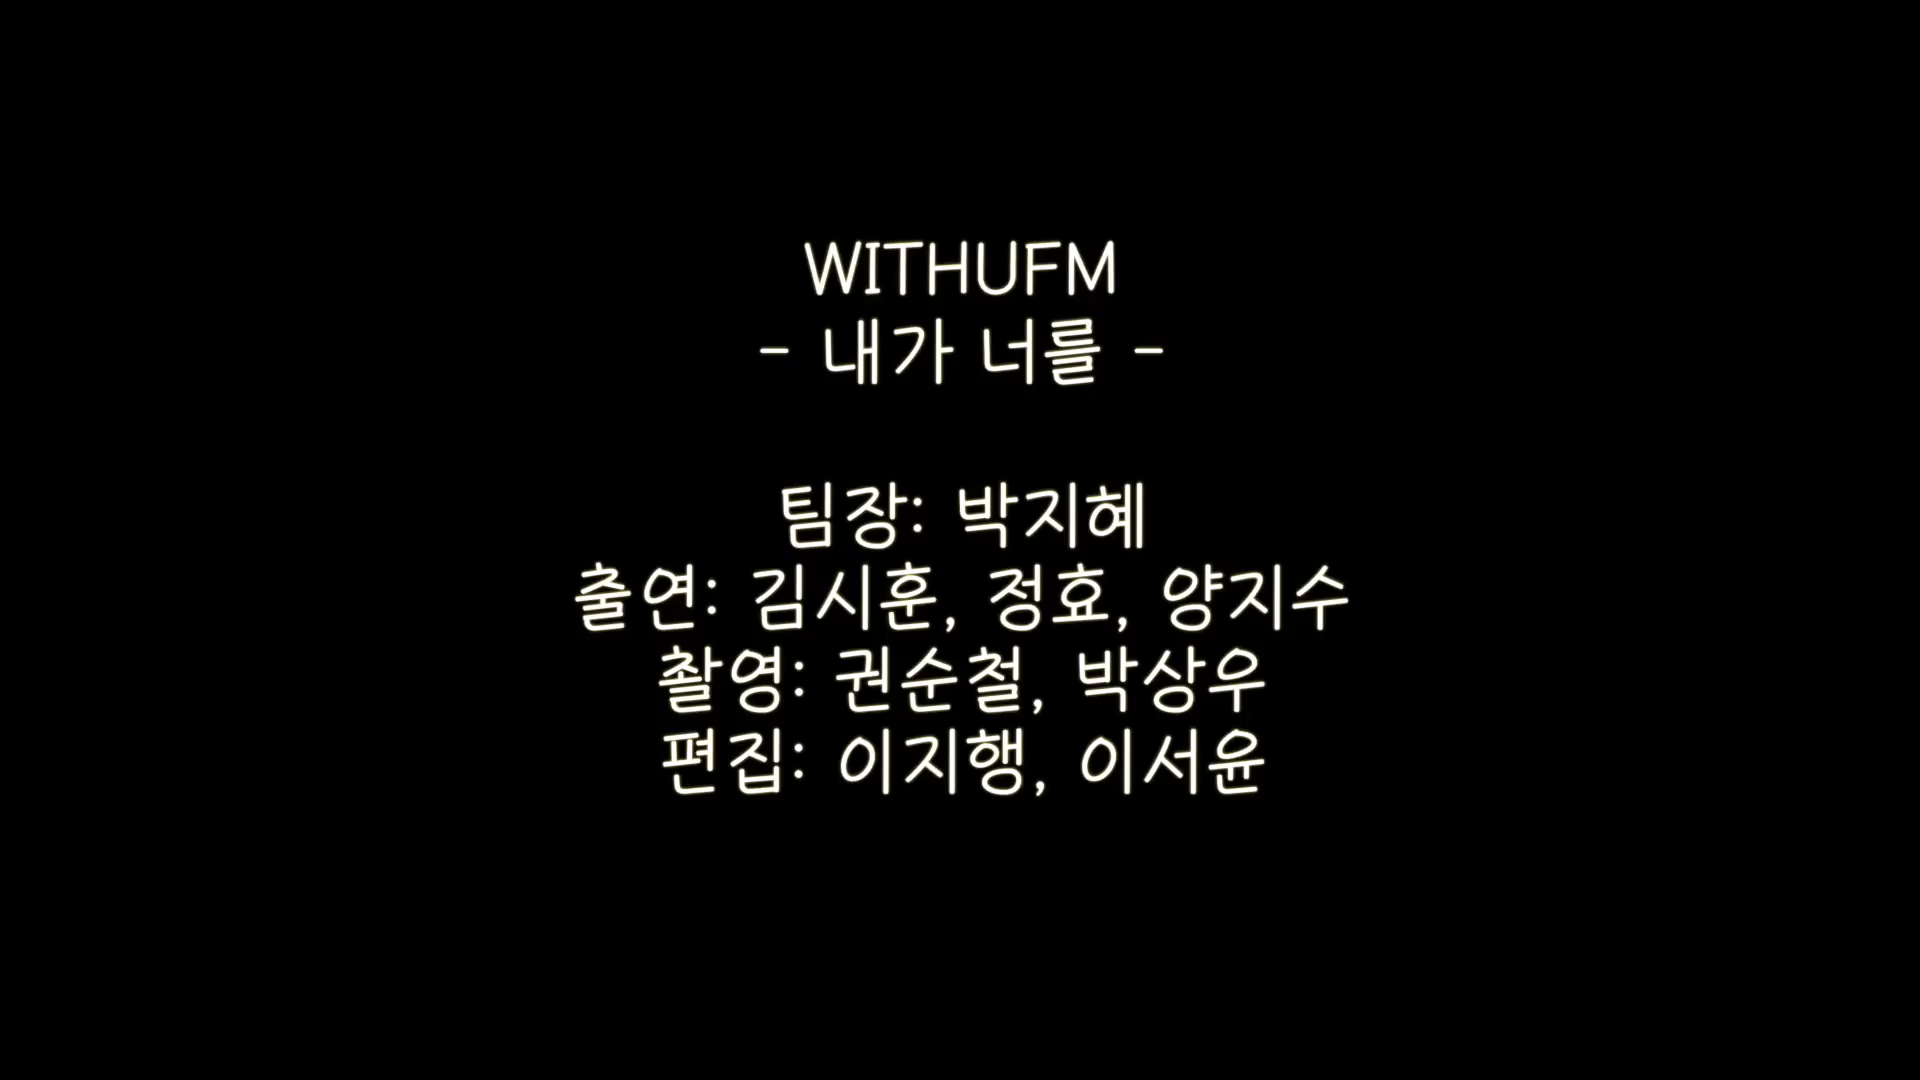 WITHUFM
- 내가 너를 -
팀장: 박지혜
출연: 김시훈, 정효, 양지수
촬영: 권순철, 박상우
편집: 이지행, 이서윤